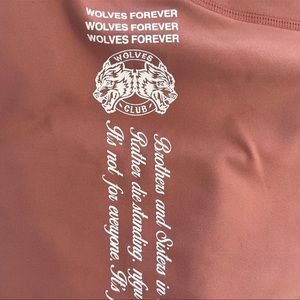 WOLVES FOREVER
WOLVES FOREVER
WOLVES FOREVER
WOLVES
CLUB
Brothers and Sisters in
Rather die standing.
It's not for everyone. It's